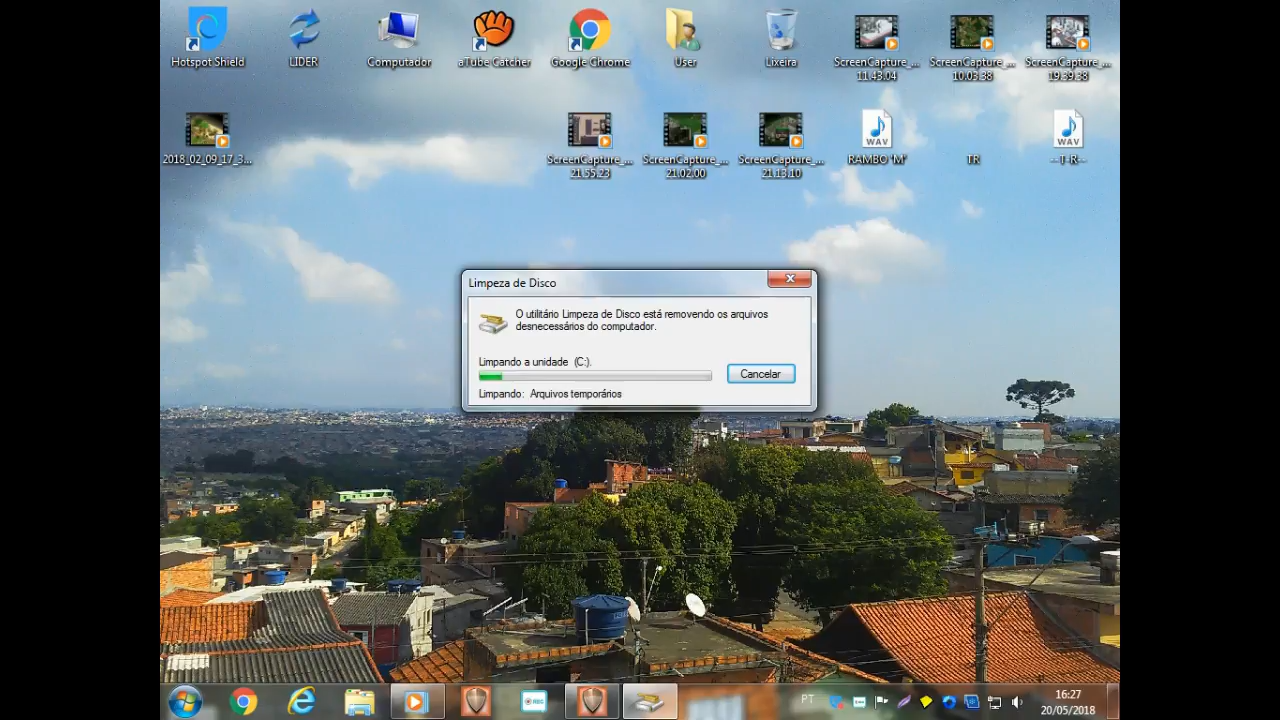 Hotspot Shield
LIDER
Computador
aTube Catcher
Google Chrome
User
Lixeira
ScreenCapture_...
11.43.04
ScreenCapture_...
10.03.38
ScreenCapture_...
19.39.38
2018_02_09_17_3...
ScreenCapture_...
21.55.23
ScreenCapture_...
21.02.00
ScreenCapture_...
21.13.10
WAV
RAMBO 'M'
TR
WAV
--T-R--
Limpeza de Disco
O utilitário Limpeza de Disco está removendo os arquivos
desnecessários do computador.
Limpando a unidade (C:).
Cancelar
Limpando: Arquivos temporários
PT
16:27
20/05/2018